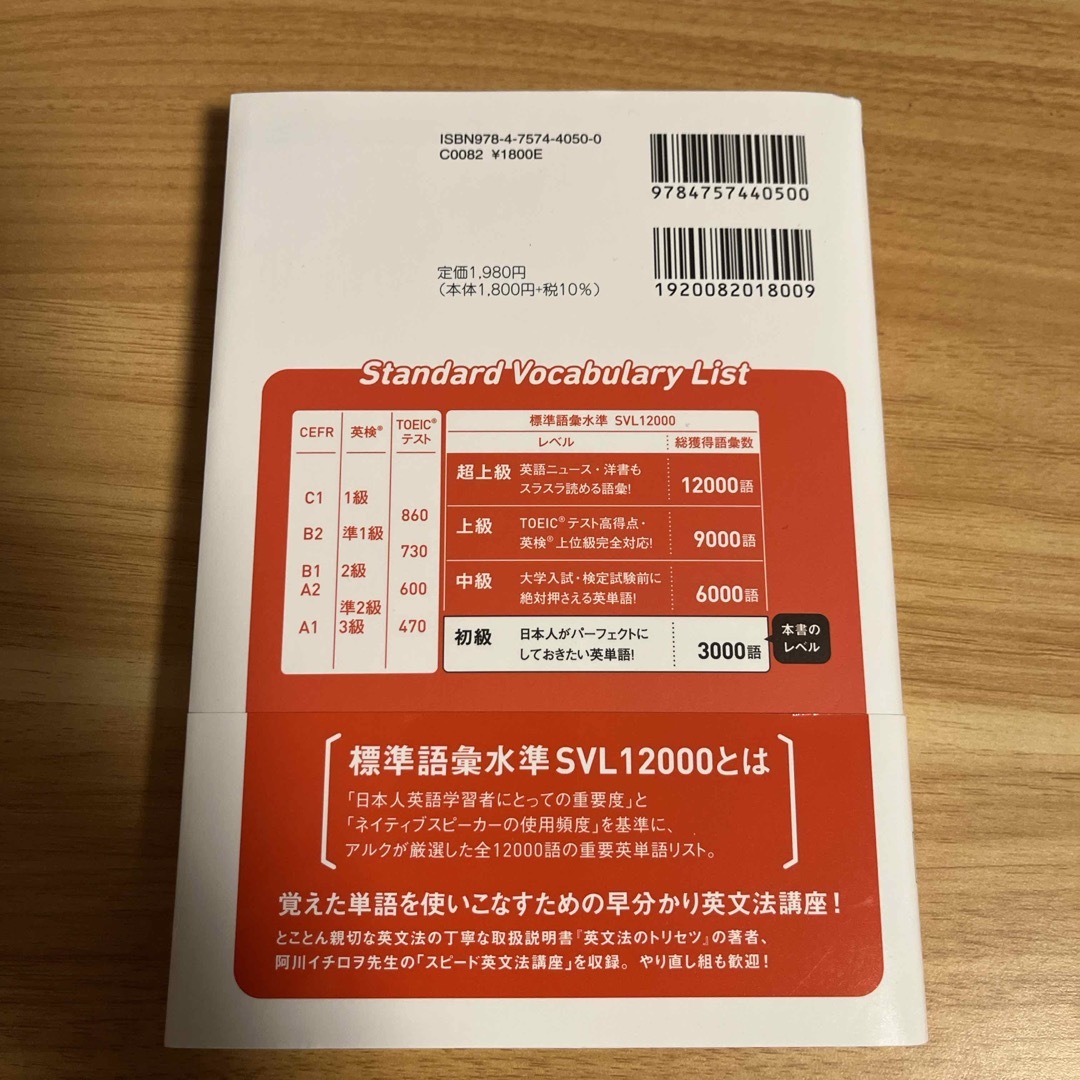 ISBN978-4-7574-4050-0
C0082 ¥1800E
9784757440500
定価1,980円
(本体1,800円+税10%)
1920082018009
Standard Vocabulary List
CEFR 英検® TOEIC®テスト
C1 1級
860
B2 準1級
730
B1 2級
A2 600
準2級
A1 3級 470
標準語彙水準 SVL12000
レベル 総獲得語彙数
超上級 英語ニュース・洋書も
スラスラ読める語彙! 12000語
上級 TOEIC®テスト高得点・
英検®上位級完全対応! 9000語
中級 大学入試・検定試験前に
絶対押さえる英単語! 6000語
初級 日本人がパーフェクトに
しておきたい英単語! 3000語
本書の
レベル
標準語彙水準SVL12000とは
「日本人英語学習者にとっての重要度」と
「ネイティブスピーカーの使用頻度」を基準に、
アルクが厳選した全12000語の重要英単語リスト。
覚えた単語を使いこなすための早分かり英文法講座!
とことん親切な英文法の丁寧な取扱説明書『英文法のトリセツ』の著者、
阿川イチロヲ先生の「スピード英文法講座」を収録。やり直し組も歓迎!